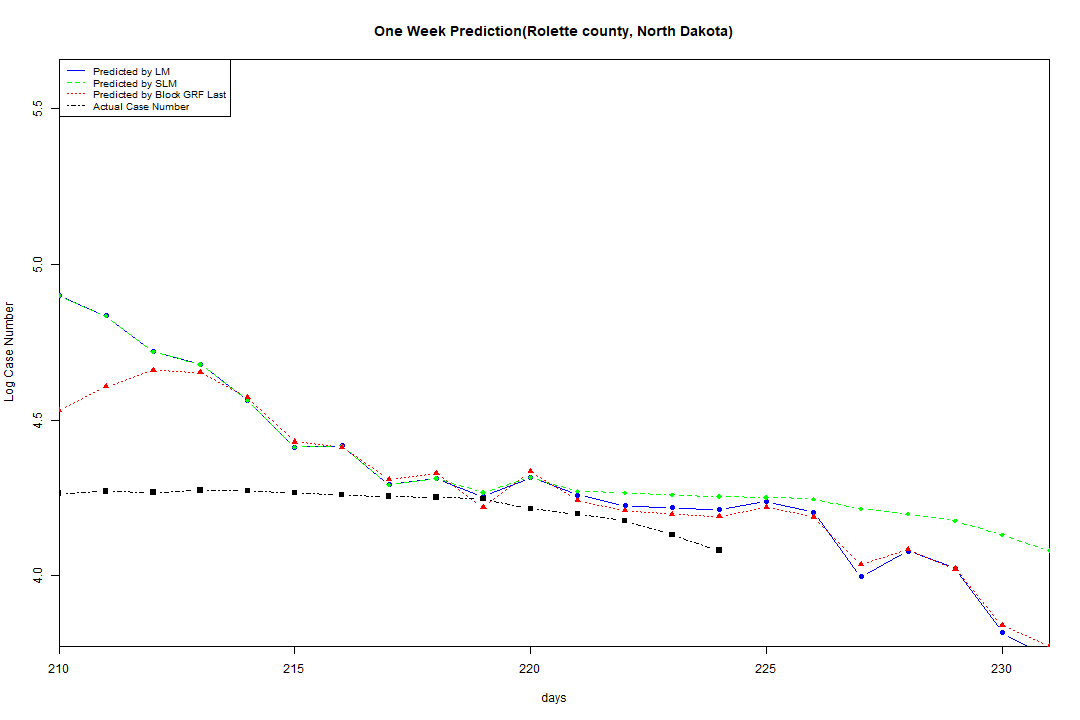 One Week Prediction(Rolette county, North Dakota)
Predicted by LM
Predicted by SLM
Predicted by Block GRF Last
Actual Case Number
5.5
5.0
4.5
4.0
Log Case Number
210 215 220 225 230
days